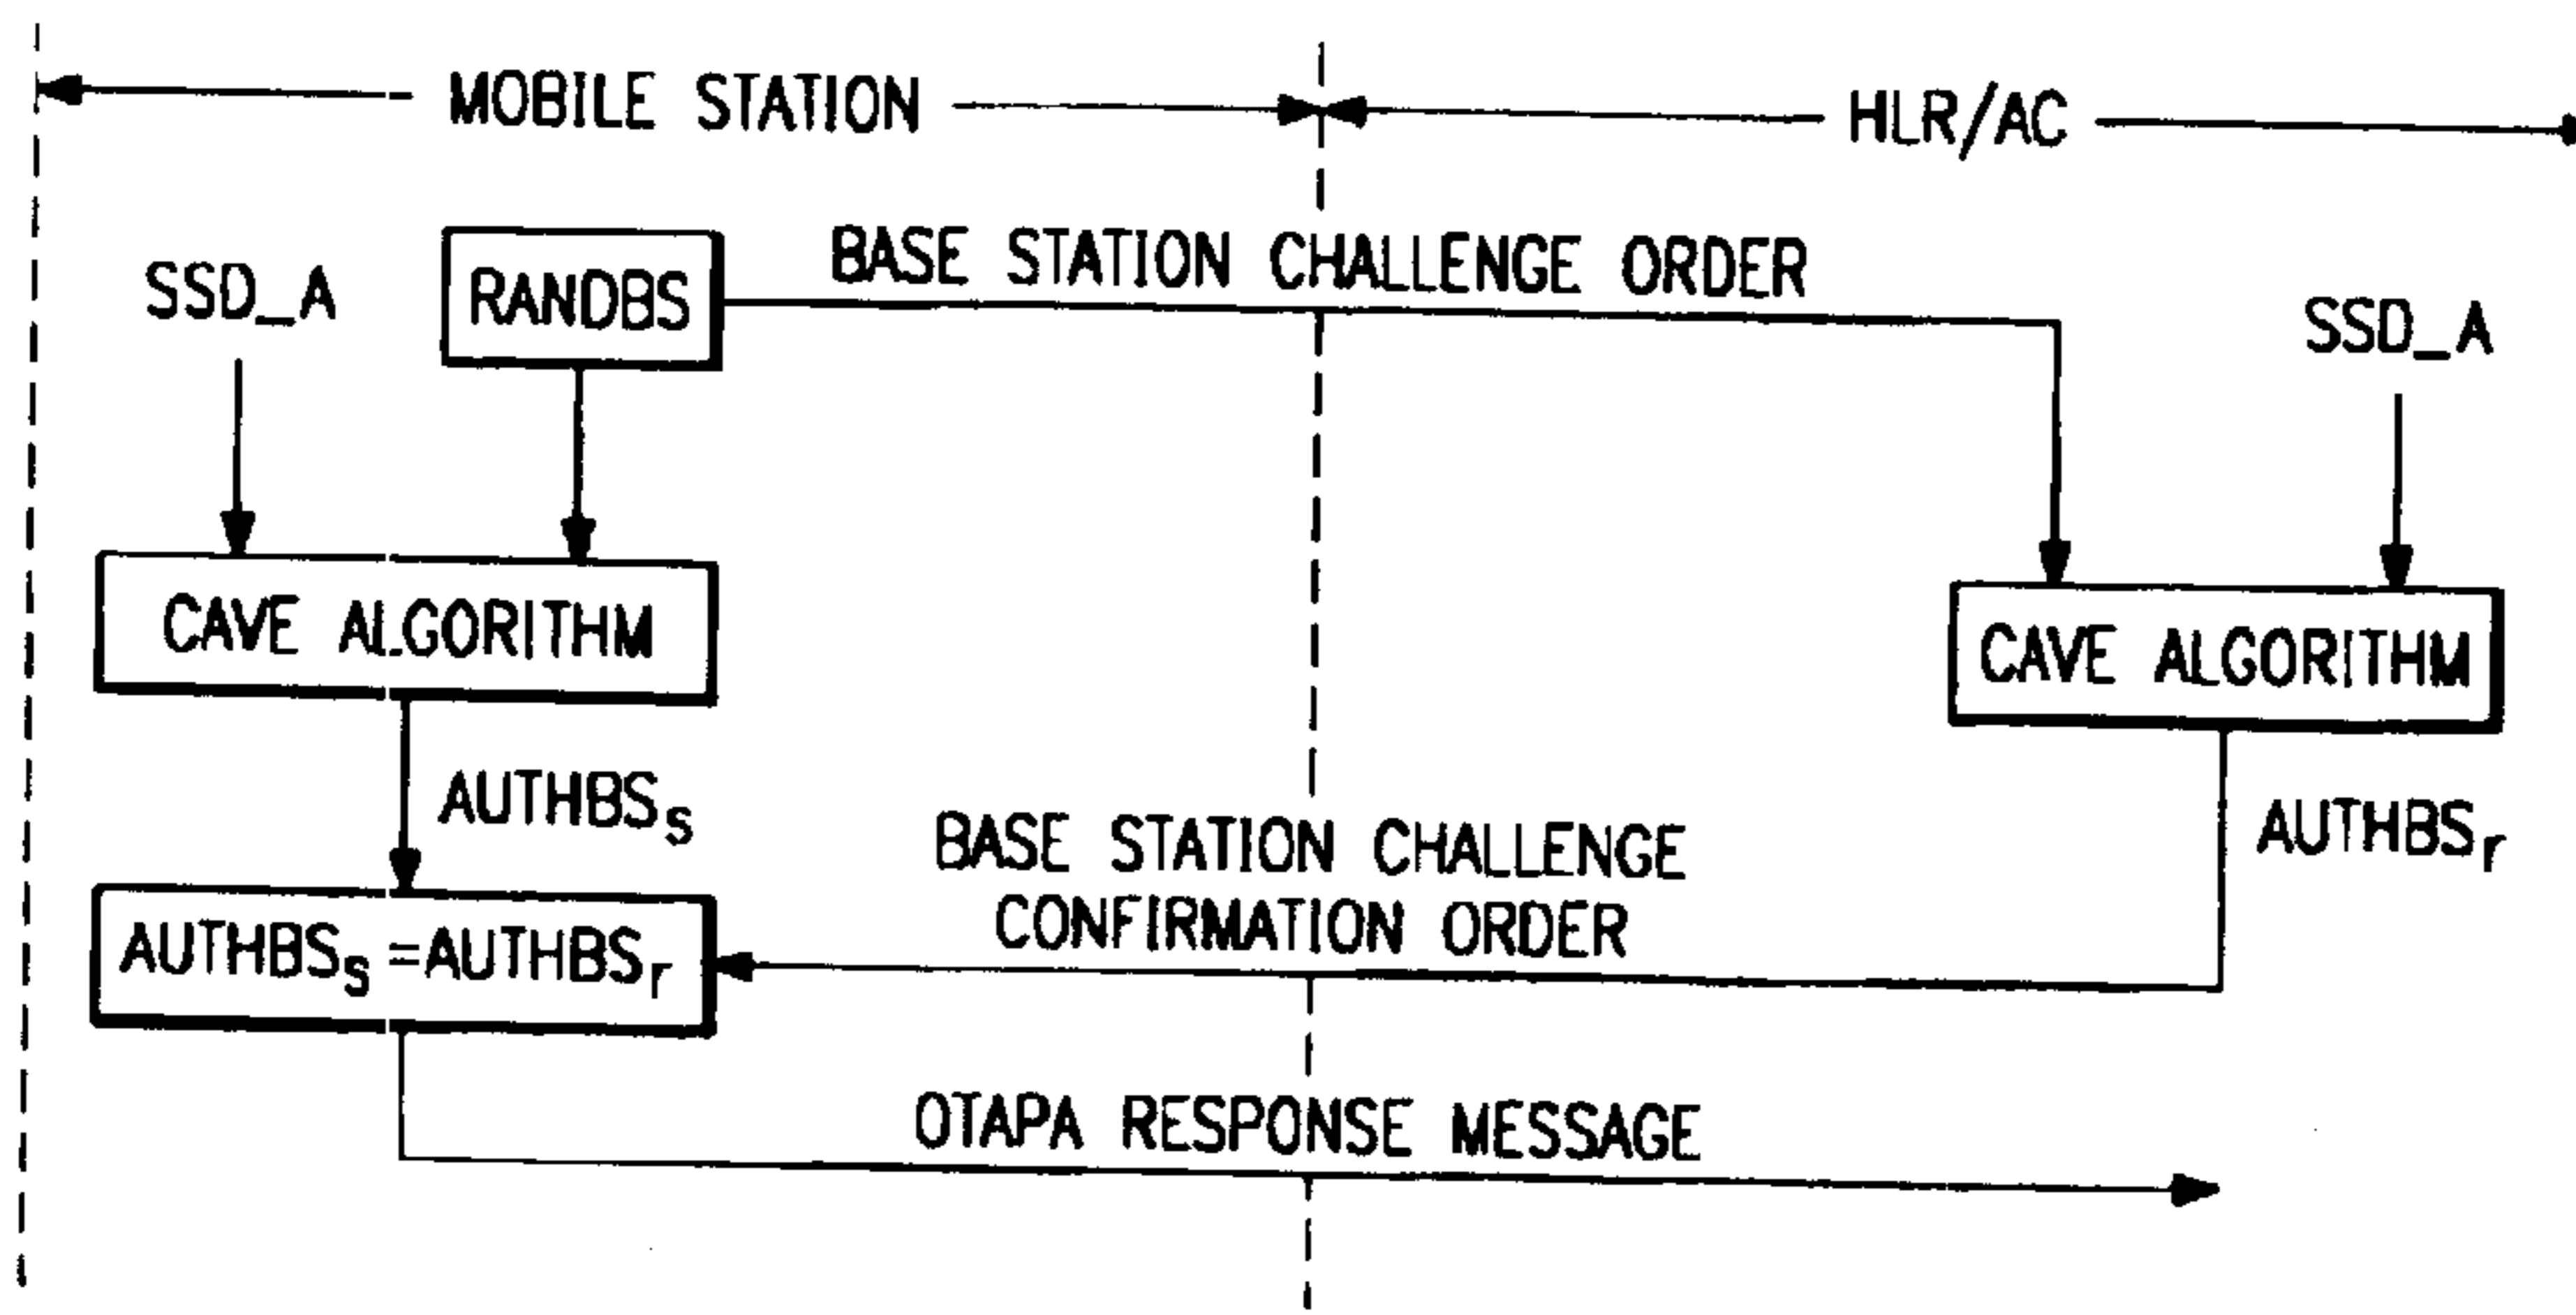 MOBILE STATION
HLR/AC
BASE STATION CHALLENGE ORDER
SSD_A
RANDBS
SSD_A
CAVE ALGORITHM
CAVE ALGORITHM
AUTHBSs
AUTHBSr
BASE STATION CHALLENGE
CONFIRMATION ORDER
AUTHBSs=AUTHBSr
OTAPA RESPONSE MESSAGE